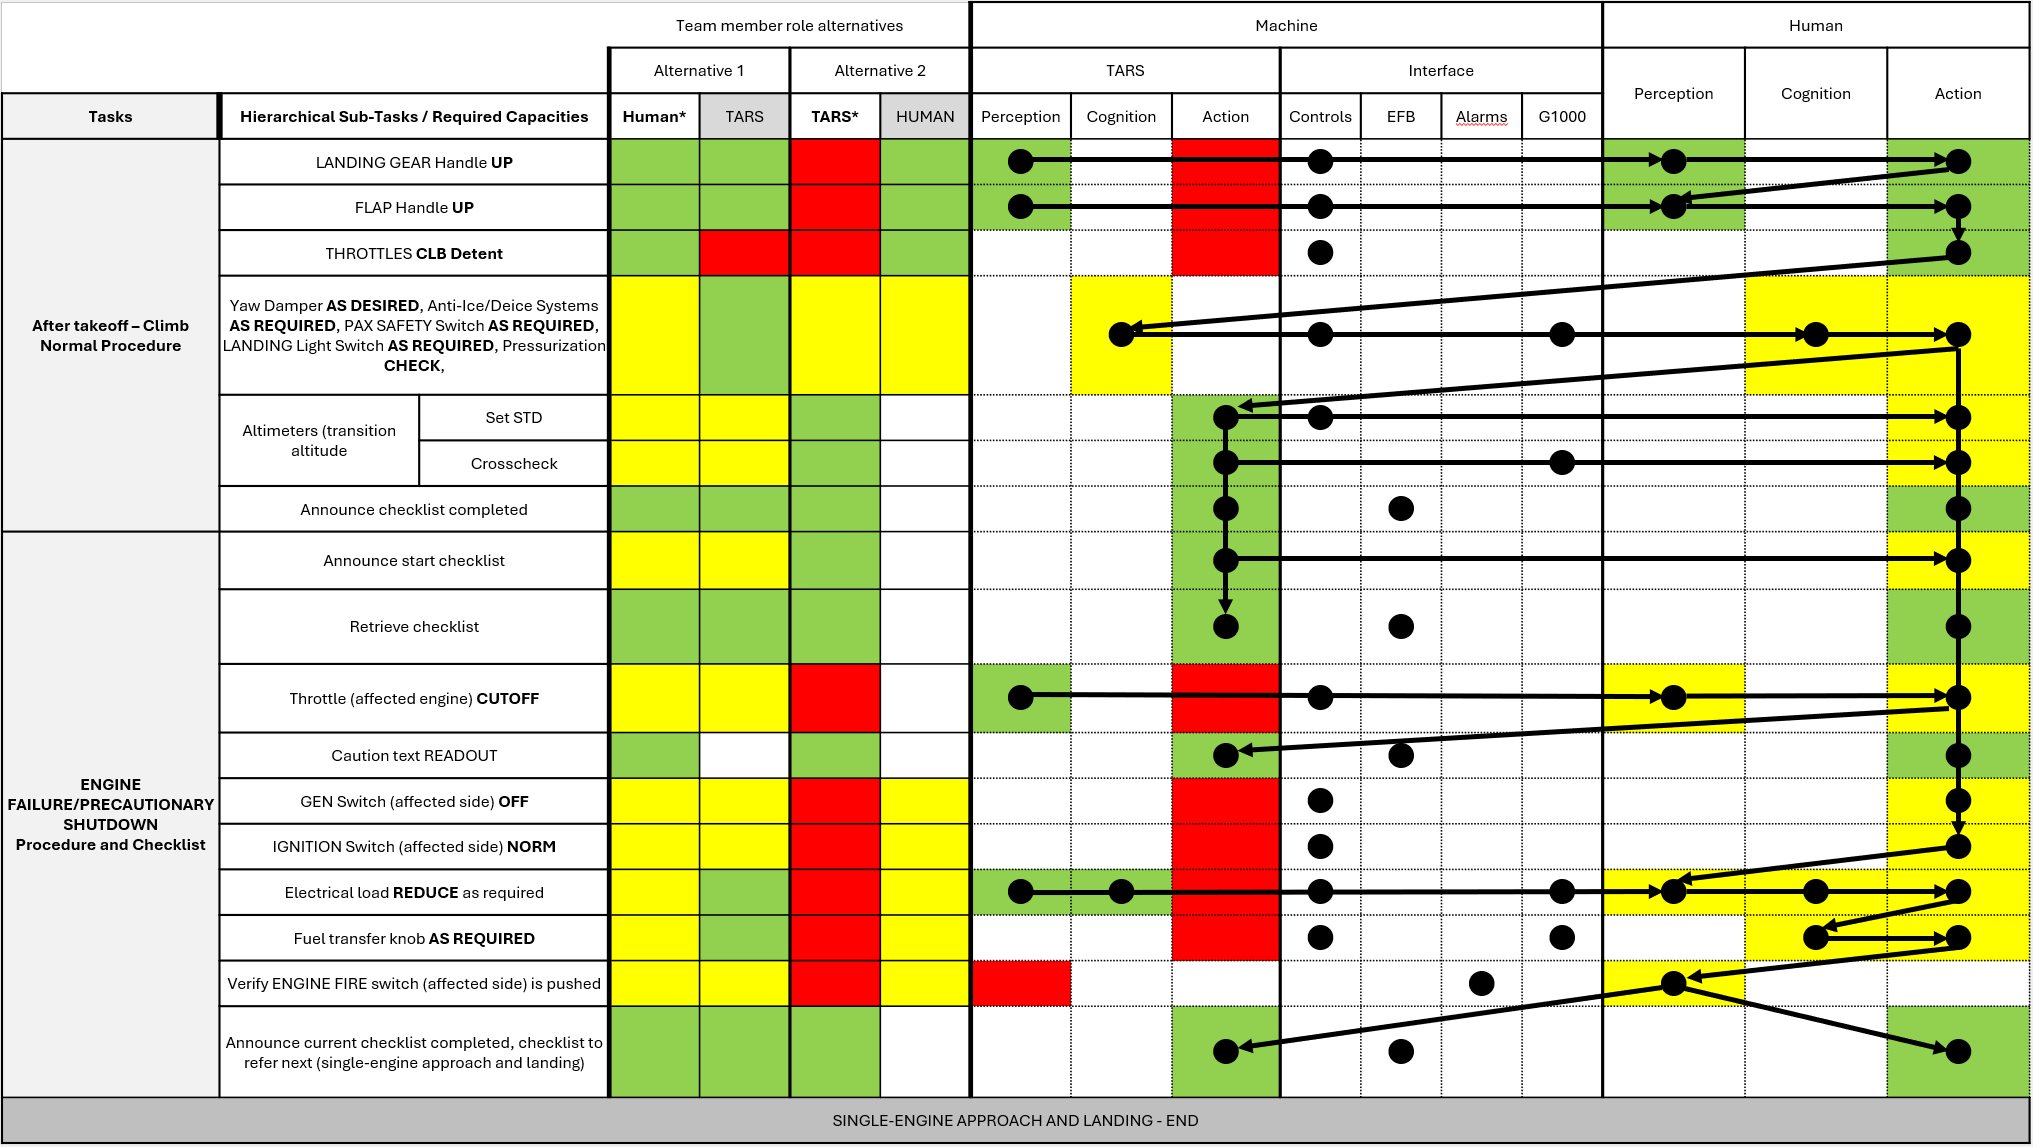 Team member role alternatives
Machine
Human
Alternative 1
Alternative 2
TARS
Interface
Perception
Cognition
Action
Tasks
Hierarchical Sub-Tasks / Required Capacities
Human*
TARS
TARS*
HUMAN
Perception
Cognition
Action
Controls
EFB
Alarms
G1000
After takeoff – Climb
Normal Procedure
LANDING GEAR Handle UP
FLAP Handle UP
THROTTLES CLB Detent
Yaw Damper AS DESIRED, Anti-Ice/Deice Systems
AS REQUIRED, PAX SAFETY Switch AS REQUIRED,
LANDING Light Switch AS REQUIRED, Pressurization
CHECK,
Altimeters (transition
altitude
Set STD
Crosscheck
Announce checklist completed
ENGINE
FAILURE/PRECAUTIONARY
SHUTDOWN
Procedure and Checklist
Announce start checklist
Retrieve checklist
Throttle (affected engine) CUTOFF
Caution text READOUT
GEN Switch (affected side) OFF
IGNITION Switch (affected side) NORM
Electrical load REDUCE as required
Fuel transfer knob AS REQUIRED
Verify ENGINE FIRE switch (affected side) is pushed
Announce current checklist completed, checklist to
refer next (single-engine approach and landing)
SINGLE-ENGINE APPROACH AND LANDING - END